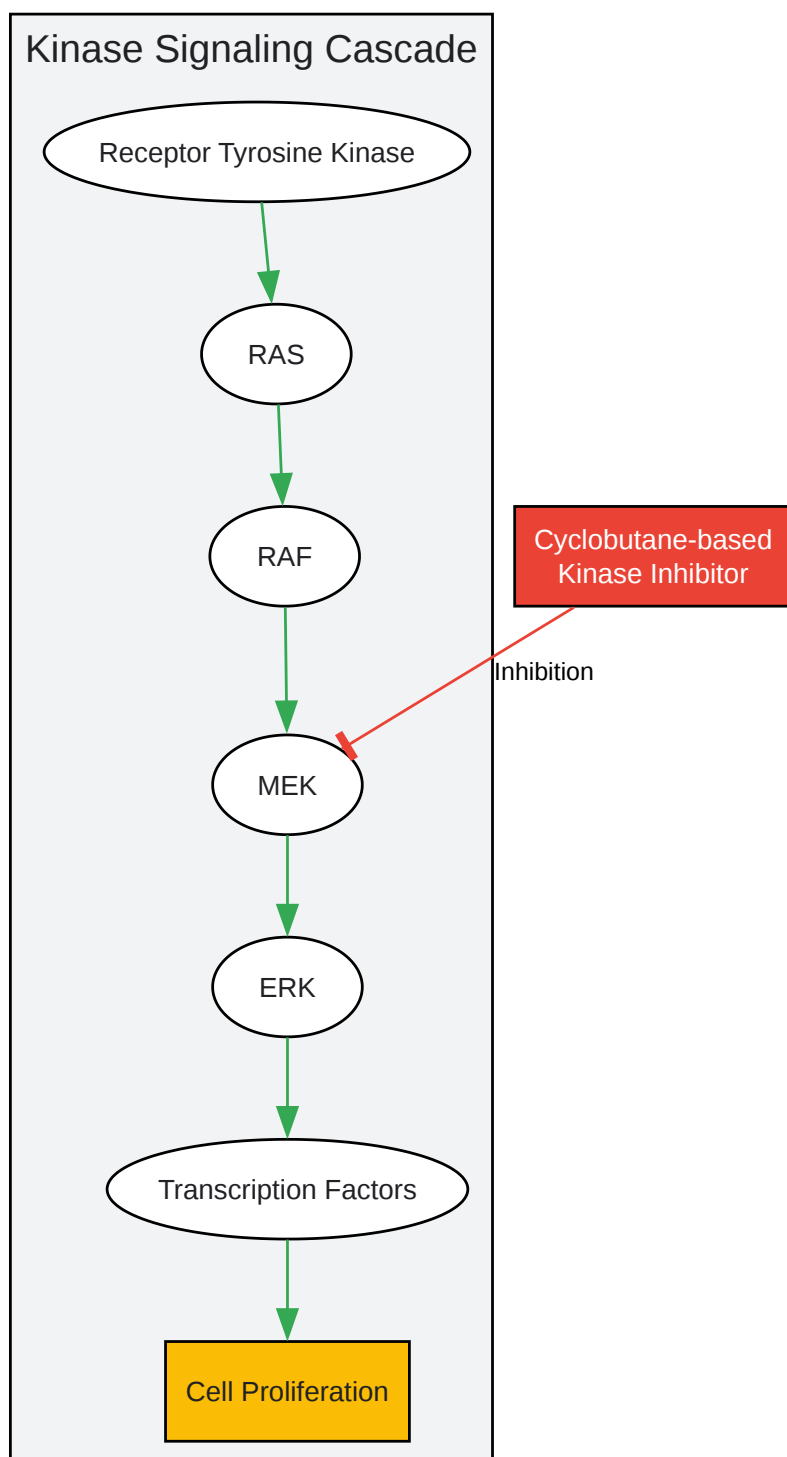 Kinase Signaling Cascade
Receptor Tyrosine Kinase
RAS
RAF
Cyclobutane-based
Kinase Inhibitor
Inhibition
MEK
ERK
Transcription Factors
Cell Proliferation